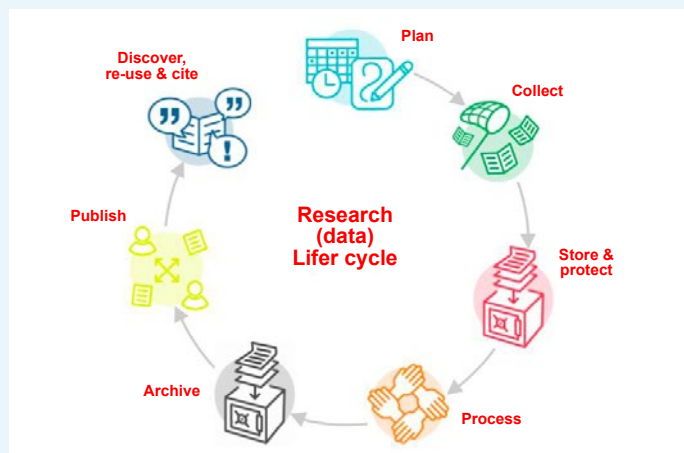 Plan
Discover,
re-use & cite
Collect
Publish
Research
(data)
Lifer cycle
Store &
protect
Archive
Process